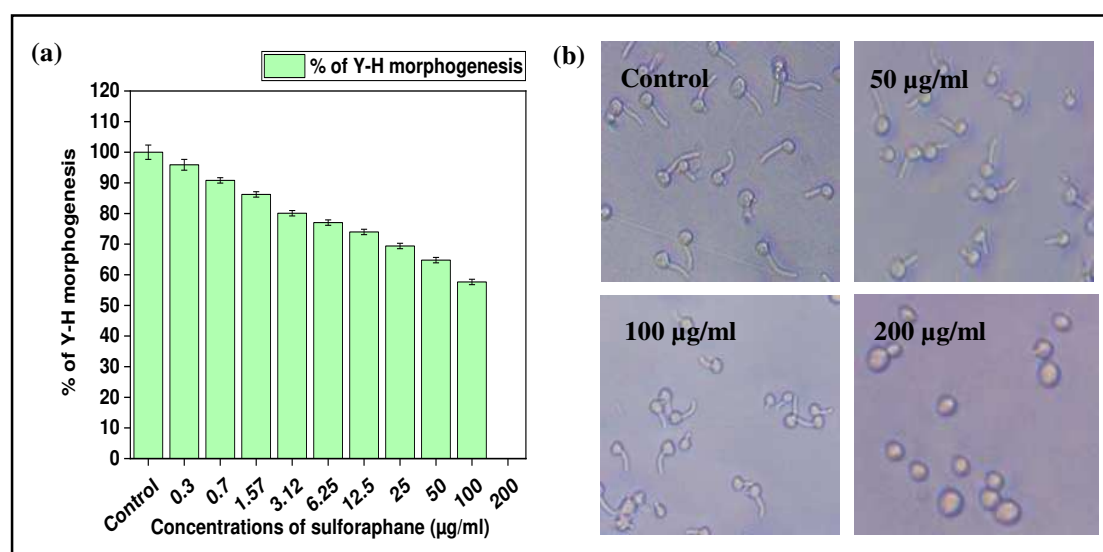 (a)
% of Y-H morphogenesis
% of Y-H morphogenesis
120
110
100
90
80
70
60
50
40
30
20
10
0
Control 0.3 0.7 1.57 3.12 6.25 12.5 25 50 100 200
Concentrations of sulforaphane (µg/ml)
(b)
Control
50 µg/ml
100 µg/ml
200 µg/ml